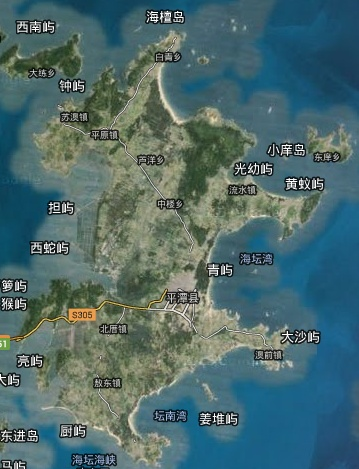 海檀岛
西南屿
白青乡
大练乡
钟屿
苏澳镇
平原镇
芦洋乡
小庠岛
东庠乡
光幼屿
流水镇
黄蚁屿
中楼乡
担屿
西蛇屿
海坛湾
青屿
箩屿
猴屿
平潭县
S305
北厝镇
大沙屿
澳前镇
亮屿
大屿
敖东镇
坛南湾
姜堆屿
厨屿
东进岛
海坛海峡
马屿